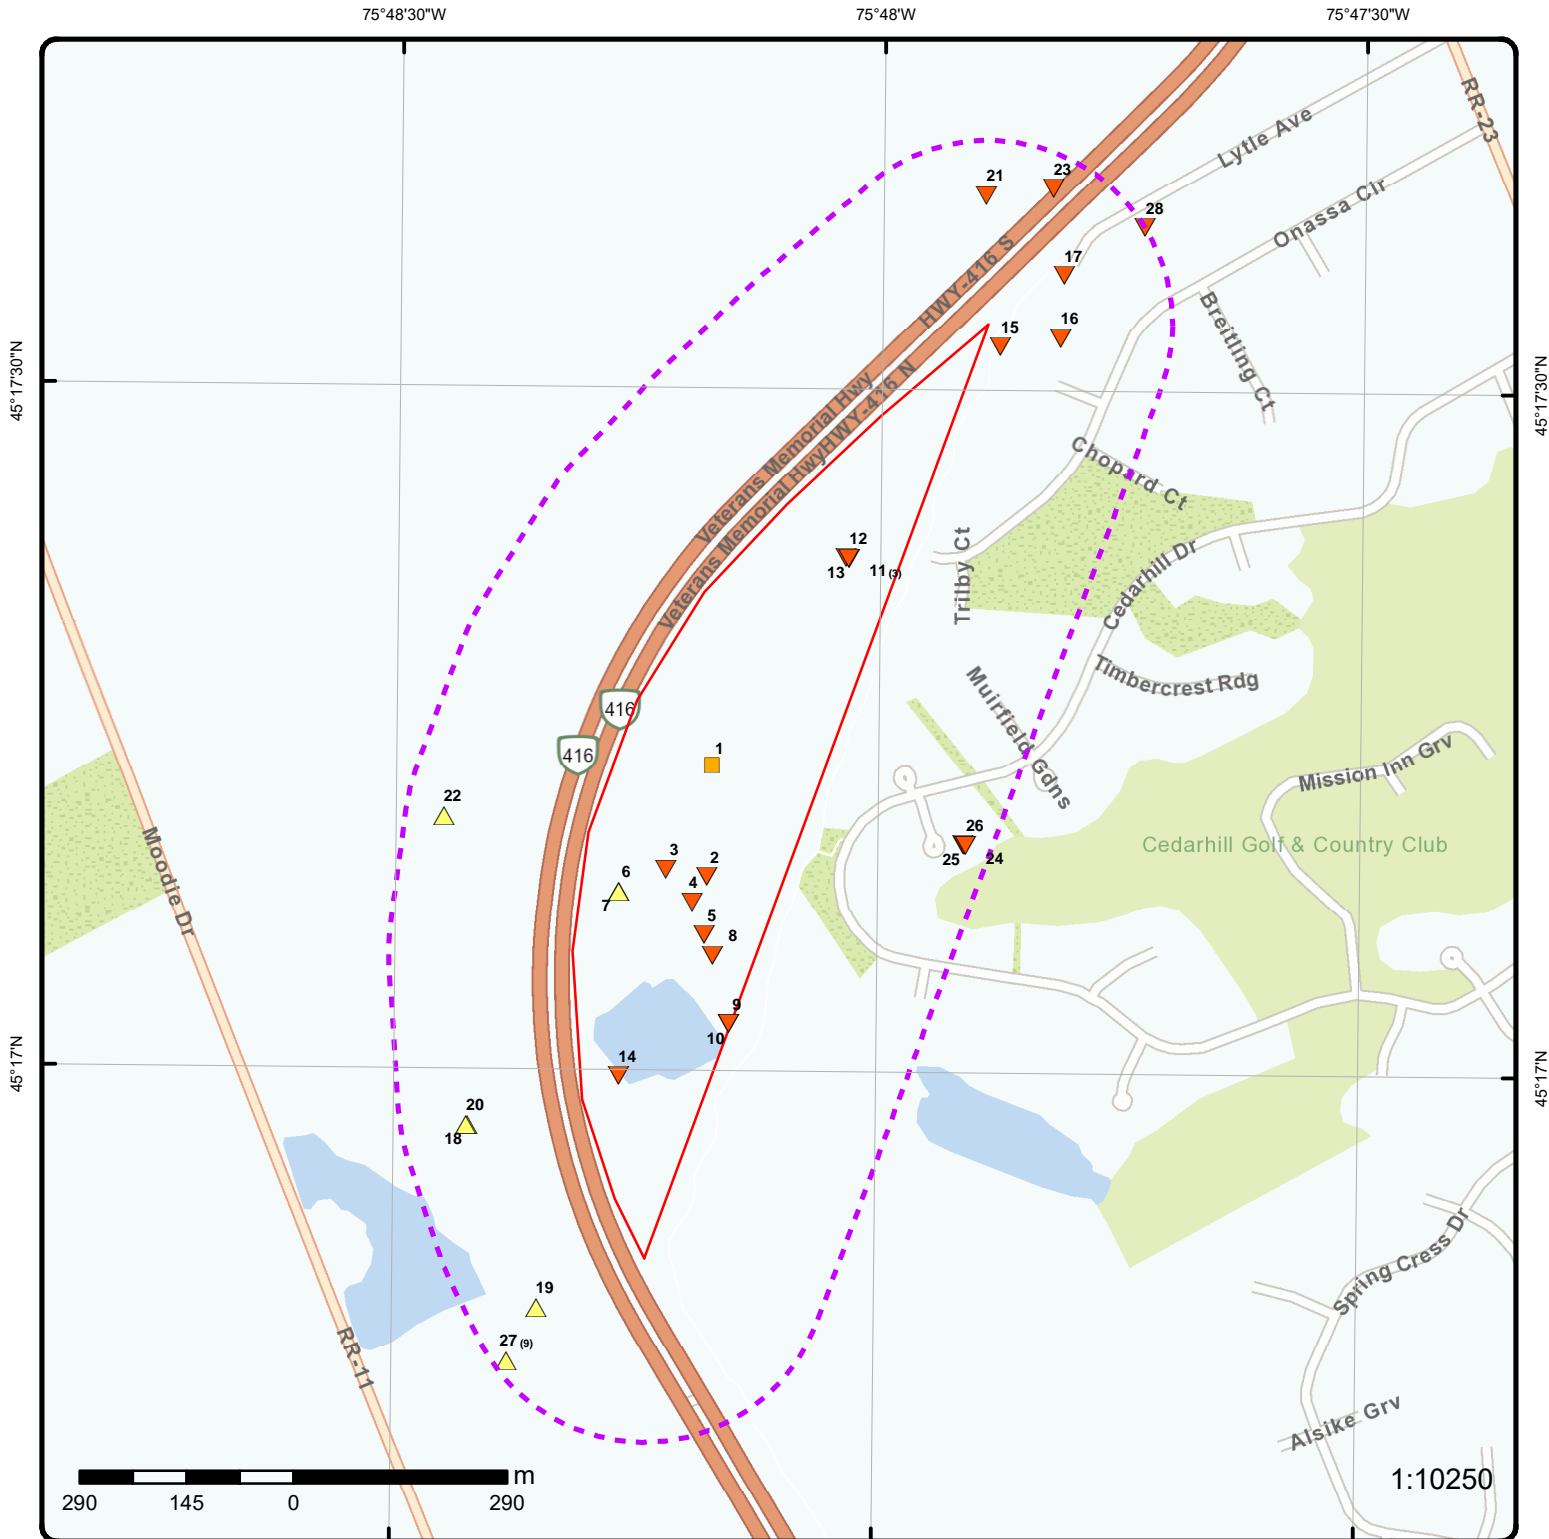 75°48'30"W
75°48'W
75°47'30"W
RR-23
Lytle Ave
21
23
28
Onassa Cir
HWY-416 S
17
Breitling Ct
15
16
45°17'30"N
45°17'30"N
Veterans Memorial Hwy
Veterans Memorial Hwy
HWY-416 N
Chopard Ct
12
13
11 (3)
Trilby Ct
Cedarhill Dr
Timbercrest Rdg
Muirfield Gdns
416
416
1
Mission Inn Grv
22
Moodie Dr
26
25
24
Cedarhill Golf & Country Club
3
2
6
7
4
5
8
9
10
14
45°17'N
45°17'N
20
18
Spring Cress Dr
19
27 (9)
RR-11
Alsike Grv
m
290
145
0
290
1:10250